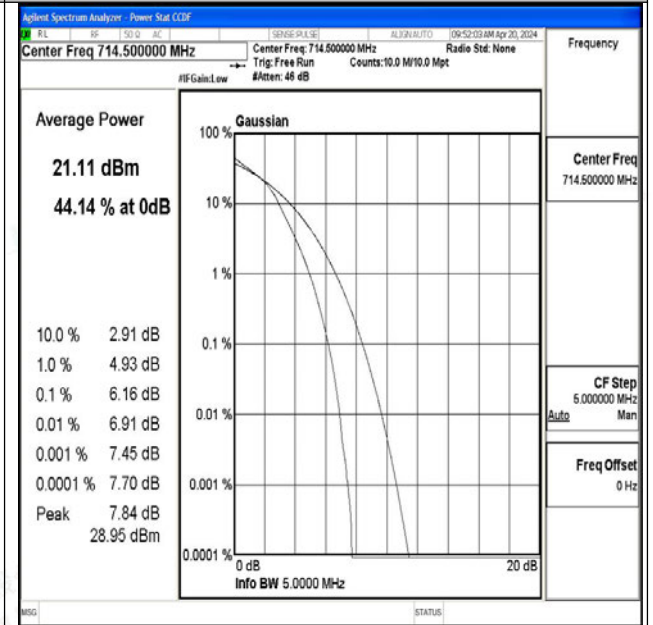 Agilent Spectrum Analyzer - Power Stat CCDF
RL RF 50 Ω AC SENSE:PULSE ALIGN AUTO 09:52:03 AM Apr 20, 2024
Center Freq 714.500000 MHz
Center Freq: 714.500000 MHz Radio Std: None
Trig: Free Run Counts:10.0 M/10.0 Mpt
#IFGain:Low #Atten: 46 dB
Frequency
Average Power
21.11 dBm
44.14 % at 0dB
10.0 % 2.91 dB
1.0 % 4.93 dB
0.1 % 6.16 dB
0.01 % 6.91 dB
0.001 % 7.45 dB
0.0001 % 7.70 dB
Peak 7.84 dB
28.95 dBm
Gaussian
100 %
10 %
1 %
0.1 %
0.01 %
0.001 %
0.0001 %
0 dB 20 dB
Info BW 5.0000 MHz
Center Freq
714.500000 MHz
CF Step
5.000000 MHz
Auto Man
Freq Offset
0 Hz
MSG STATUS